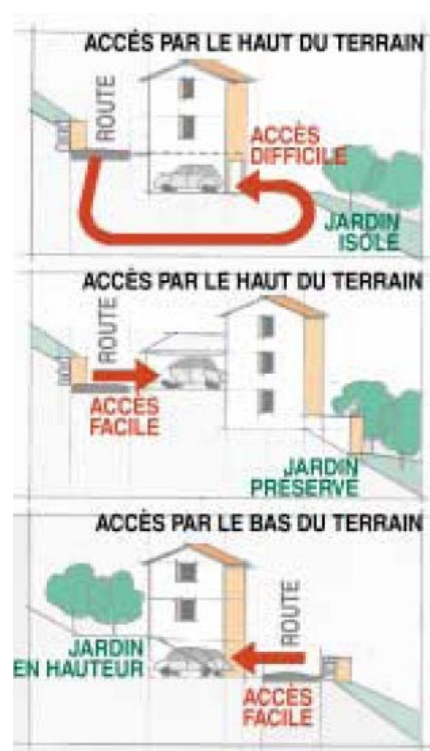 ACCÈS PAR LE HAUT DU TERRAIN
ROUTE
ACCÈS
DIFFICILE
JARDIN
ISOLÉ
ACCÈS PAR LE HAUT DU TERRAIN
ROUTE
ACCÈS
FACILE
JARDIN
PRÉSERVÉ
ACCÈS PAR LE BAS DU TERRAIN
ROUTE
JARDIN
EN HAUTEUR
ACCÈS
FACILE